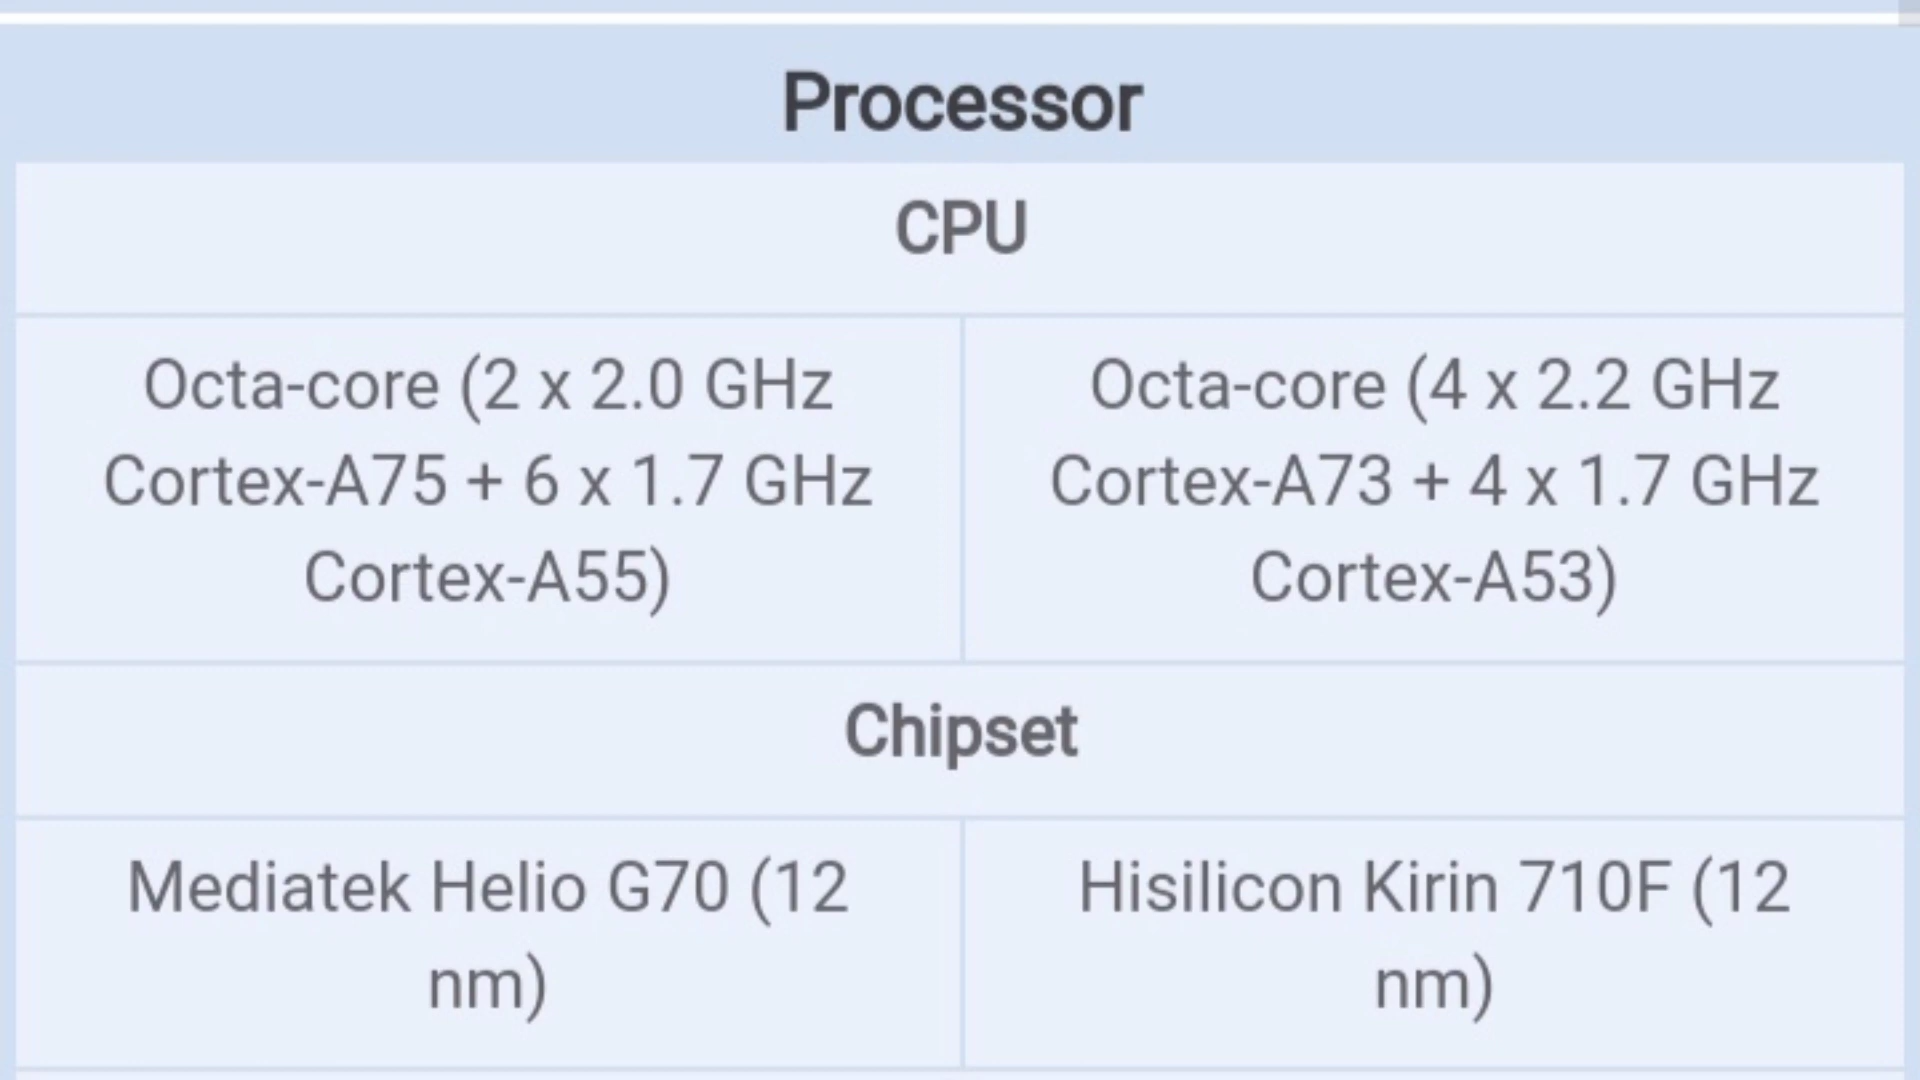 Processor
CPU
Octa-core (2 x 2.0 GHz
Cortex-A75 + 6 x 1.7 GHz
Cortex-A55)
Octa-core (4 x 2.2 GHz
Cortex-A73 + 4 x 1.7 GHz
Cortex-A53)
Chipset
Mediatek Helio G70 (12
nm)
Hisilicon Kirin 710F (12
nm)